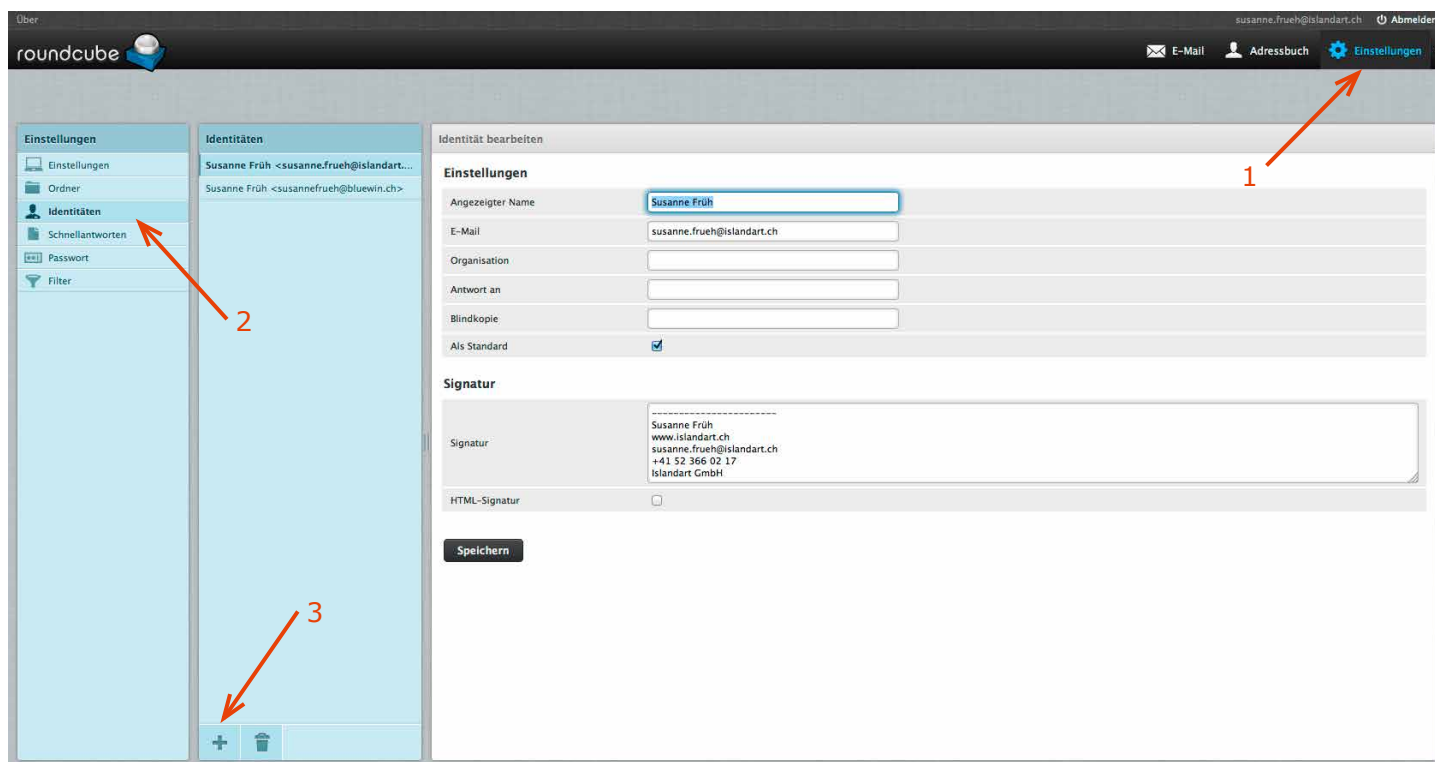 Über
susanne.frueh@islandart.ch Abmelden
roundcube
E-Mail Adressbuch Einstellungen
1
Einstellungen
Einstellungen
Ordner
Identitäten
Schnellantworten
Passwort
Filter
2
Identitäten
Susanne Früh <susanne.frueh@islandart....
Susanne Früh <susannefrueh@bluewin.ch>
3
Identität bearbeiten
Einstellungen
Angezeigter Name Susanne Früh
E-Mail susanne.frueh@islandart.ch
Organisation
Antwort an
Blindkopie
Als Standard
Signatur
Signatur
-----------------------
Susanne Früh
www.islandart.ch
susanne.frueh@islandart.ch
+41 52 366 02 17
Islandart GmbH
HTML-Signatur
Speichern